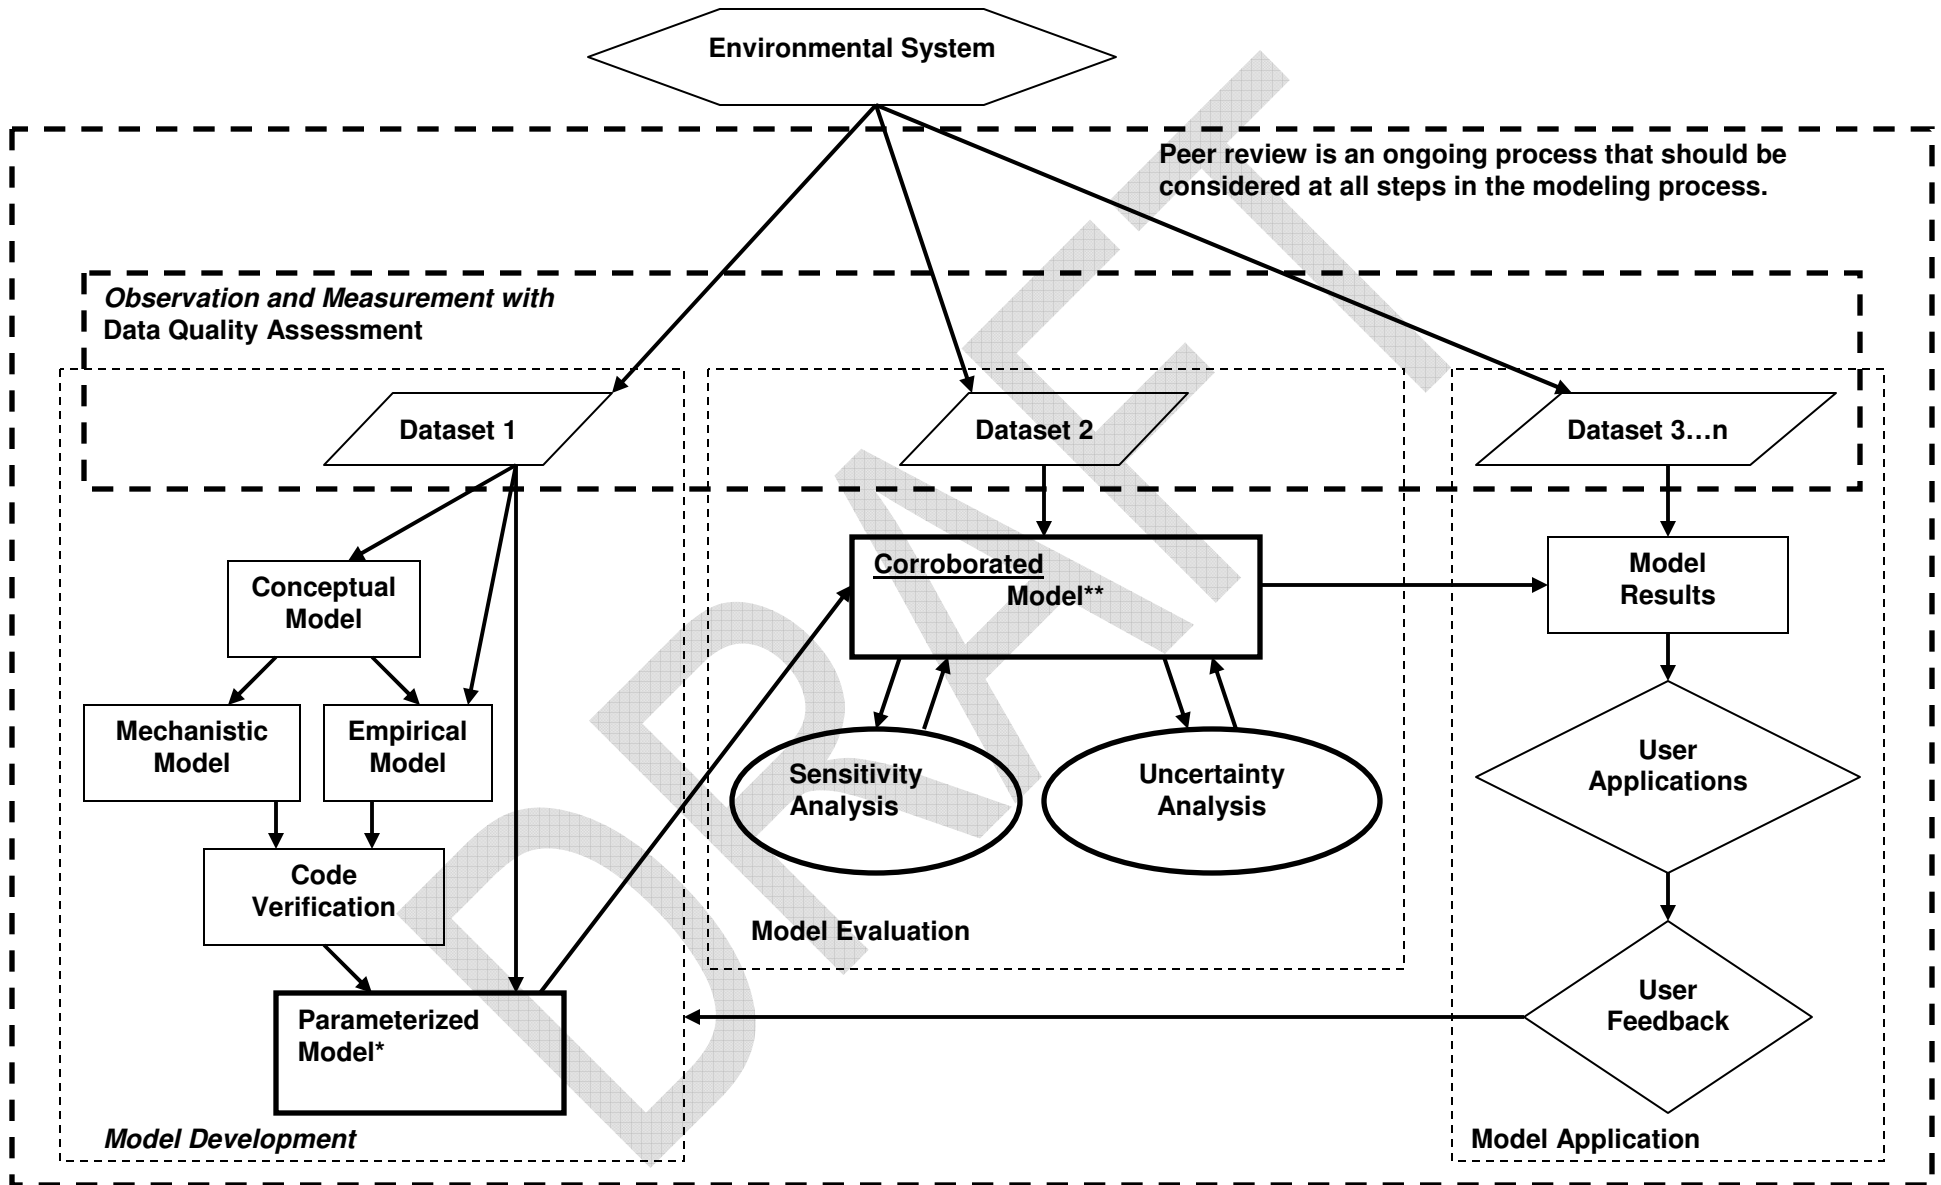 Environmental System
Peer review is an ongoing process that should be
considered at all steps in the modeling process.
Observation and Measurement with
Data Quality Assessment
Dataset 1
Dataset 2
Dataset 3…n
Conceptual
Model
Mechanistic
Model
Empirical
Model
Code
Verification
Parameterized
Model*
Model Development
Corroborated
Model**
Sensitivity
Analysis
Uncertainty
Analysis
Model Evaluation
Model
Results
User
Applications
User
Feedback
Model Application
DRAFT